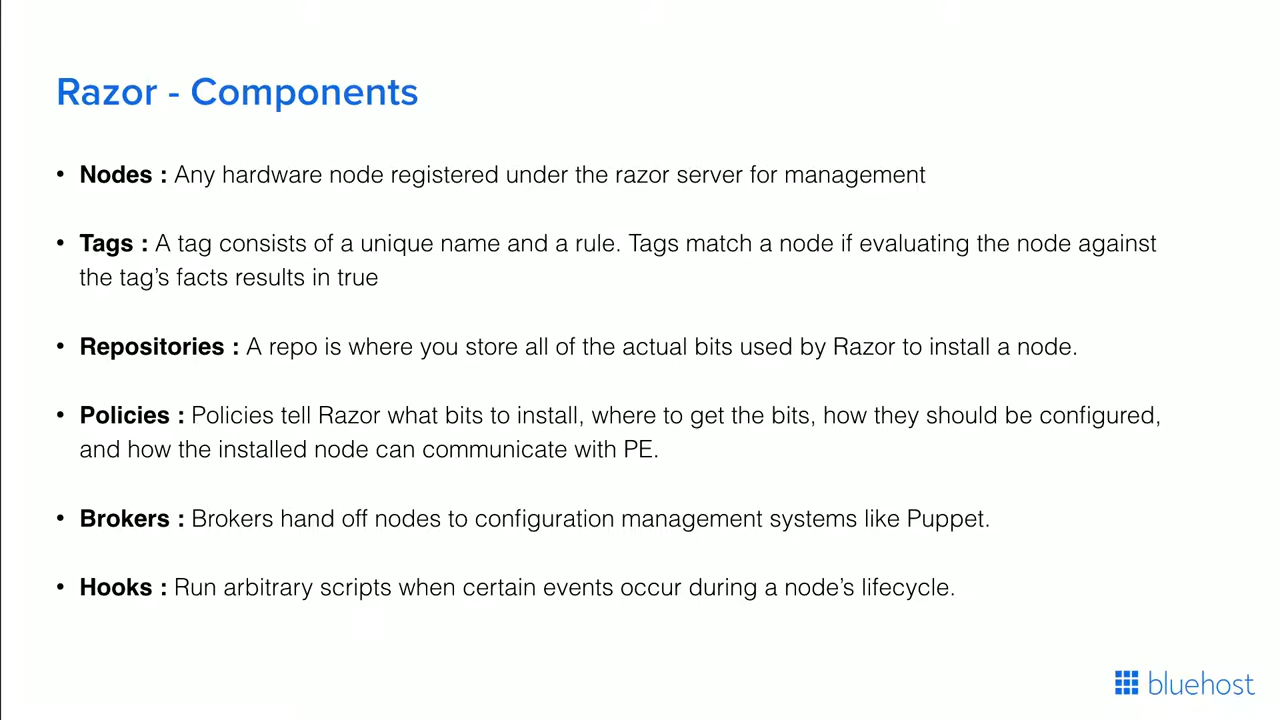 Razor - Components
• Nodes : Any hardware node registered under the razor server for management
• Tags : A tag consists of a unique name and a rule. Tags match a node if evaluating the node against
the tag’s facts results in true
• Repositories : A repo is where you store all of the actual bits used by Razor to install a node.
• Policies : Policies tell Razor what bits to install, where to get the bits, how they should be configured,
and how the installed node can communicate with PE.
• Brokers : Brokers hand off nodes to configuration management systems like Puppet.
• Hooks : Run arbitrary scripts when certain events occur during a node’s lifecycle.
bluehost